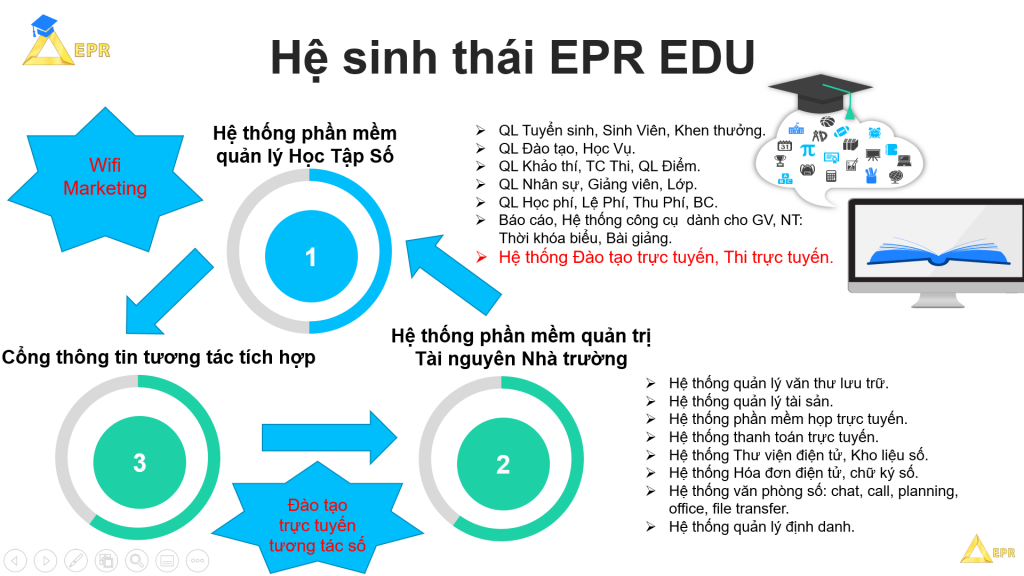 EPR
Hệ sinh thái EPR EDU
Wifi
Marketing
Hệ thống phần mềm
quản lý Học Tập Số
1
➢ QL Tuyển sinh, Sinh Viên, Khen thưởng.
➢ QL Đào tạo, Học Vụ.
➢ QL Khảo thí, TC Thi, QL Điểm.
➢ QL Nhân sự, Giảng viên, Lớp.
➢ QL Học phí, Lệ Phí, Thu Phí, BC.
➢ Báo cáo, Hệ thống công cụ dành cho GV, NT:
Thời khóa biểu, Bài giảng.
➢ Hệ thống Đào tạo trực tuyến, Thi trực tuyến.
Cổng thông tin tương tác tích hợp
3
Đào tạo
trực tuyến
tương tác số
Hệ thống phần mềm quản trị
Tài nguyên Nhà trường
2
➢ Hệ thống quản lý văn thư lưu trữ.
➢ Hệ thống quản lý tài sản.
➢ Hệ thống phần mềm họp trực tuyến.
➢ Hệ thống thanh toán trực tuyến.
➢ Hệ thống Thư viện điện tử, Kho liệu số.
➢ Hệ thống Hóa đơn điện tử, chữ ký số.
➢ Hệ thống văn phòng số: chat, call, planning,
office, file transfer.
➢ Hệ thống quản lý định danh.
EPR